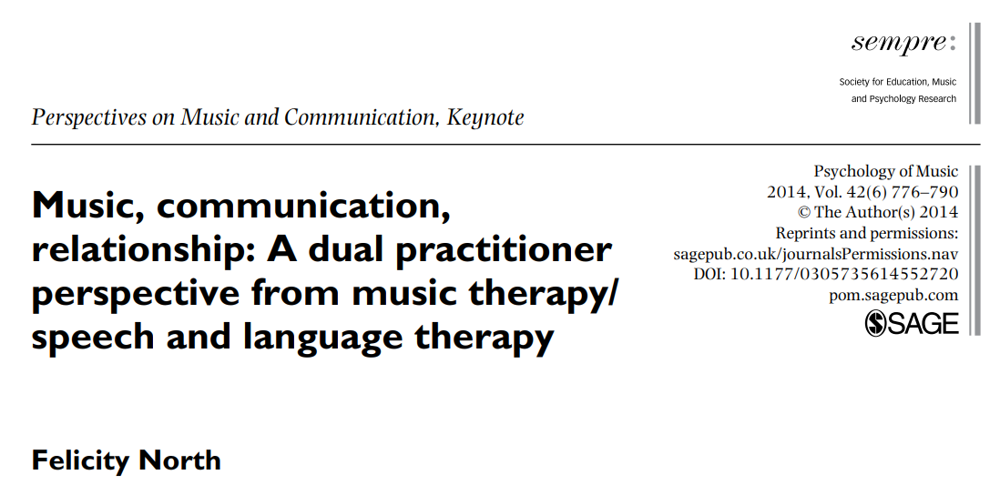 sempre:
Society for Education, Music
and Psychology Research
Perspectives on Music and Communication, Keynote
Psychology of Music
2014, Vol. 42(6) 776–790
© The Author(s) 2014
Reprints and permissions:
sagepub.co.uk/journalsPermissions.nav
DOI: 10.1177/0305735614552720
pom.sagepub.com
SAGE
Music, communication,
relationship: A dual practitioner
perspective from music therapy/
speech and language therapy
Felicity North